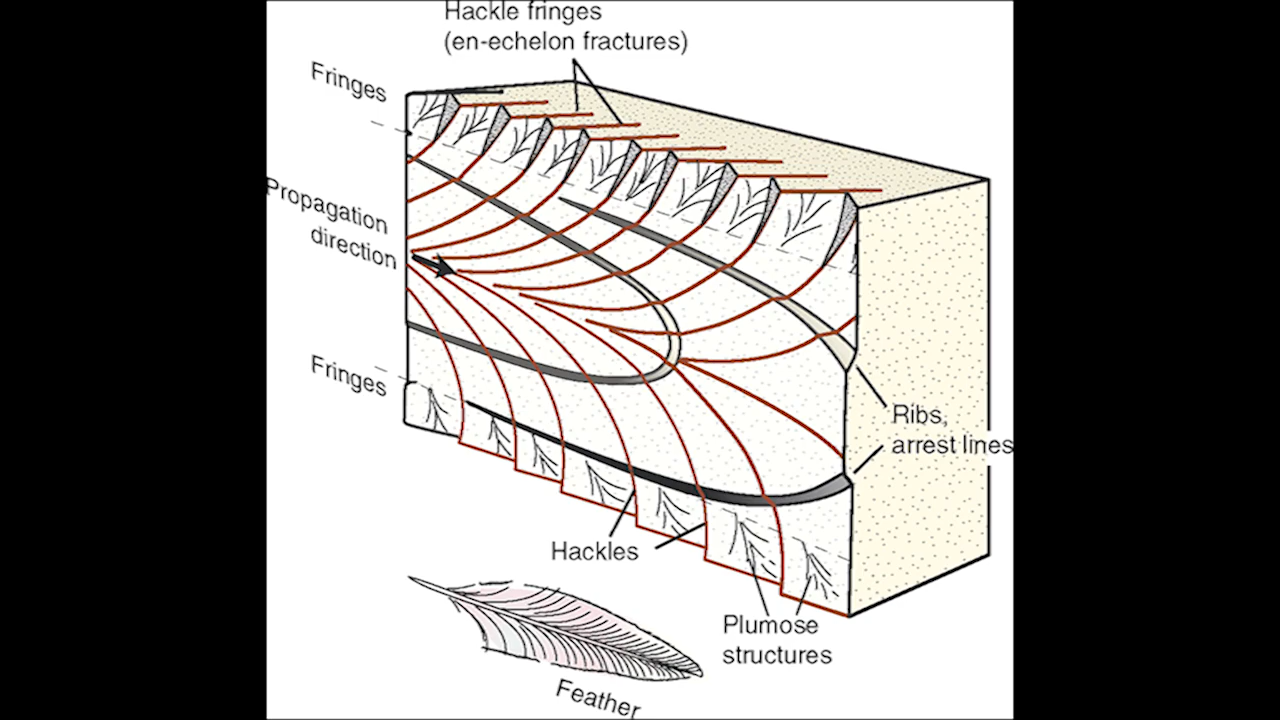 Hackle fringes
(en-echelon fractures)
Fringes
Propagation
direction
Fringes
Ribs,
arrest lines
Hackles
Plumose
structures
Feather